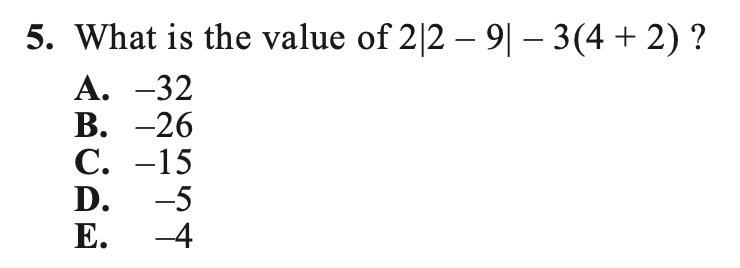 5. What is the value of 2|2 – 9| – 3(4 + 2) ?
A. –32
B. –26
C. –15
D. –5
E. –4